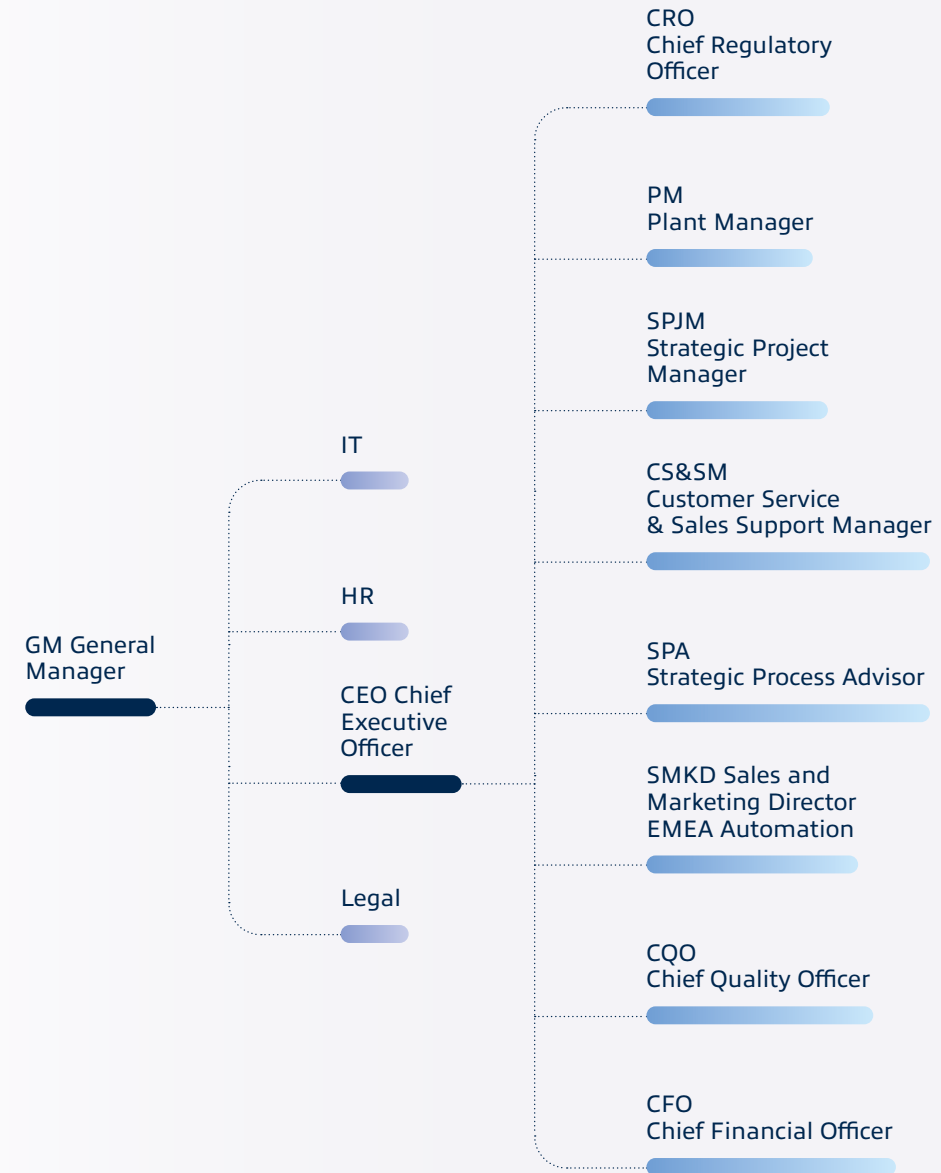 CRO
Chief Regulatory
Officer
PM
Plant Manager
SPJM
Strategic Project
Manager
IT
CS&SM
Customer Service
& Sales Support Manager
HR
GM General
Manager
SPA
Strategic Process Advisor
CEO Chief
Executive
Officer
SMKD Sales and
Marketing Director
EMEA Automation
Legal
CQO
Chief Quality Officer
CFO
Chief Financial Officer